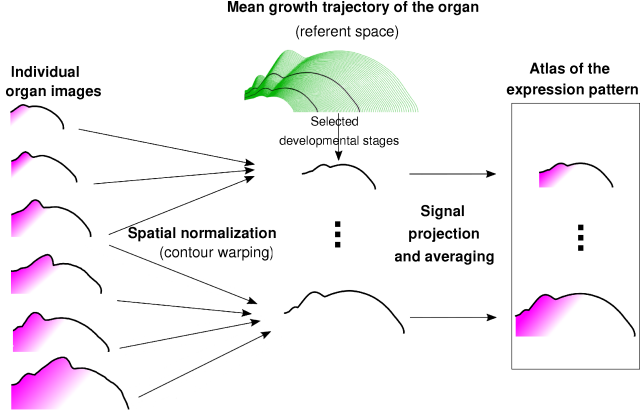 Mean growth trajectory of the organ
(referent space)
Individual
organ images
Atlas of the
expression pattern
Selected
developmental stages
Spatial normalization
(contour warping)
Signal
projection
and averaging